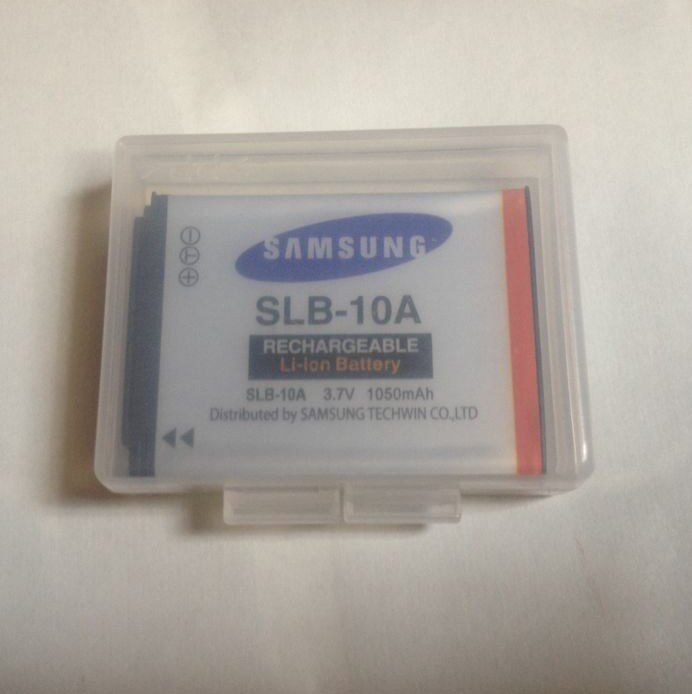 SAMSUNG
SLB-10A
RECHARGEABLE
Li-Ion Battery
SLB-10A 3.7V 1050mAh
Distributed by SAMSUNG TECHWIN CO.,LTD